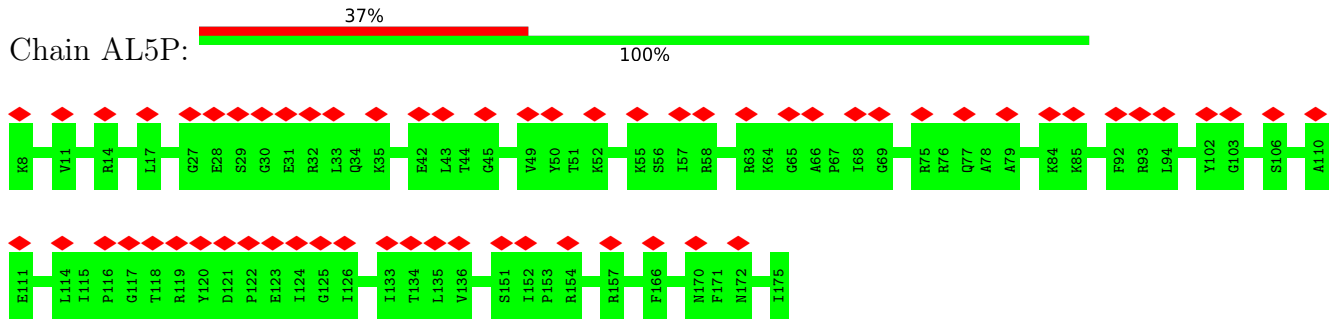 37%
Chain AL5P:
100%
K8 V11 R14 L17 G27 E28 S29 G30 E31 R32 L33 Q34 K35 E42 L43 T44 G45 V49 Y50 T51 K52 K55 S56 I57 R58 R63 K64 G65 A66 P67 I68 G69 R75 R76 Q77 A78 A79 K84 K85 F92 R93 L94 Y102 G103 S106 A110
E111 L114 I115 P116 G117 T118 R119 Y120 D121 P122 E123 I124 G125 I126 I133 T134 L135 V136 S151 I152 P153 R154 R157 F166 N170 F171 N172 I175